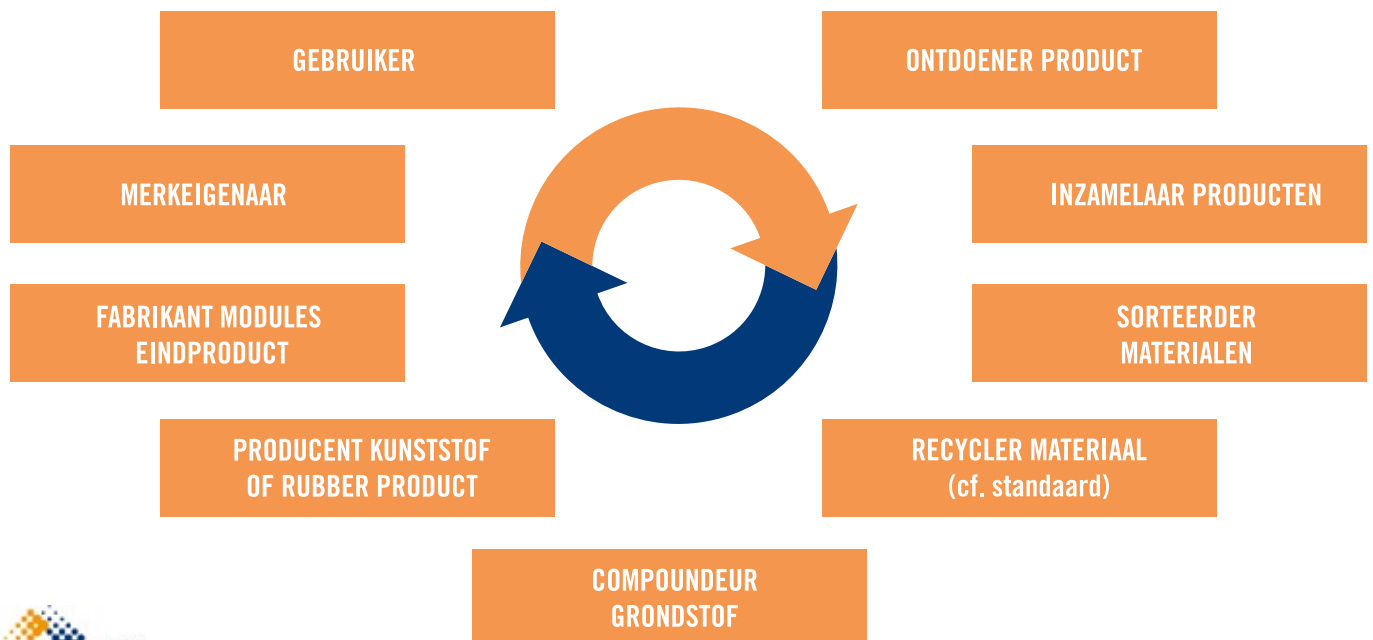 GEBRUIKER
ONTDOENER PRODUCT
MERKEIGENAAR
INZAMELAAR PRODUCTEN
FABRIKANT MODULES
EINDPRODUCT
SORTEERDER
MATERIALEN
PRODUCENT KUNSTSTOF
OF RUBBER PRODUCT
RECYCLER MATERIAAL
(cf. standaard)
COMPOUNDEUR
GRONDSTOF